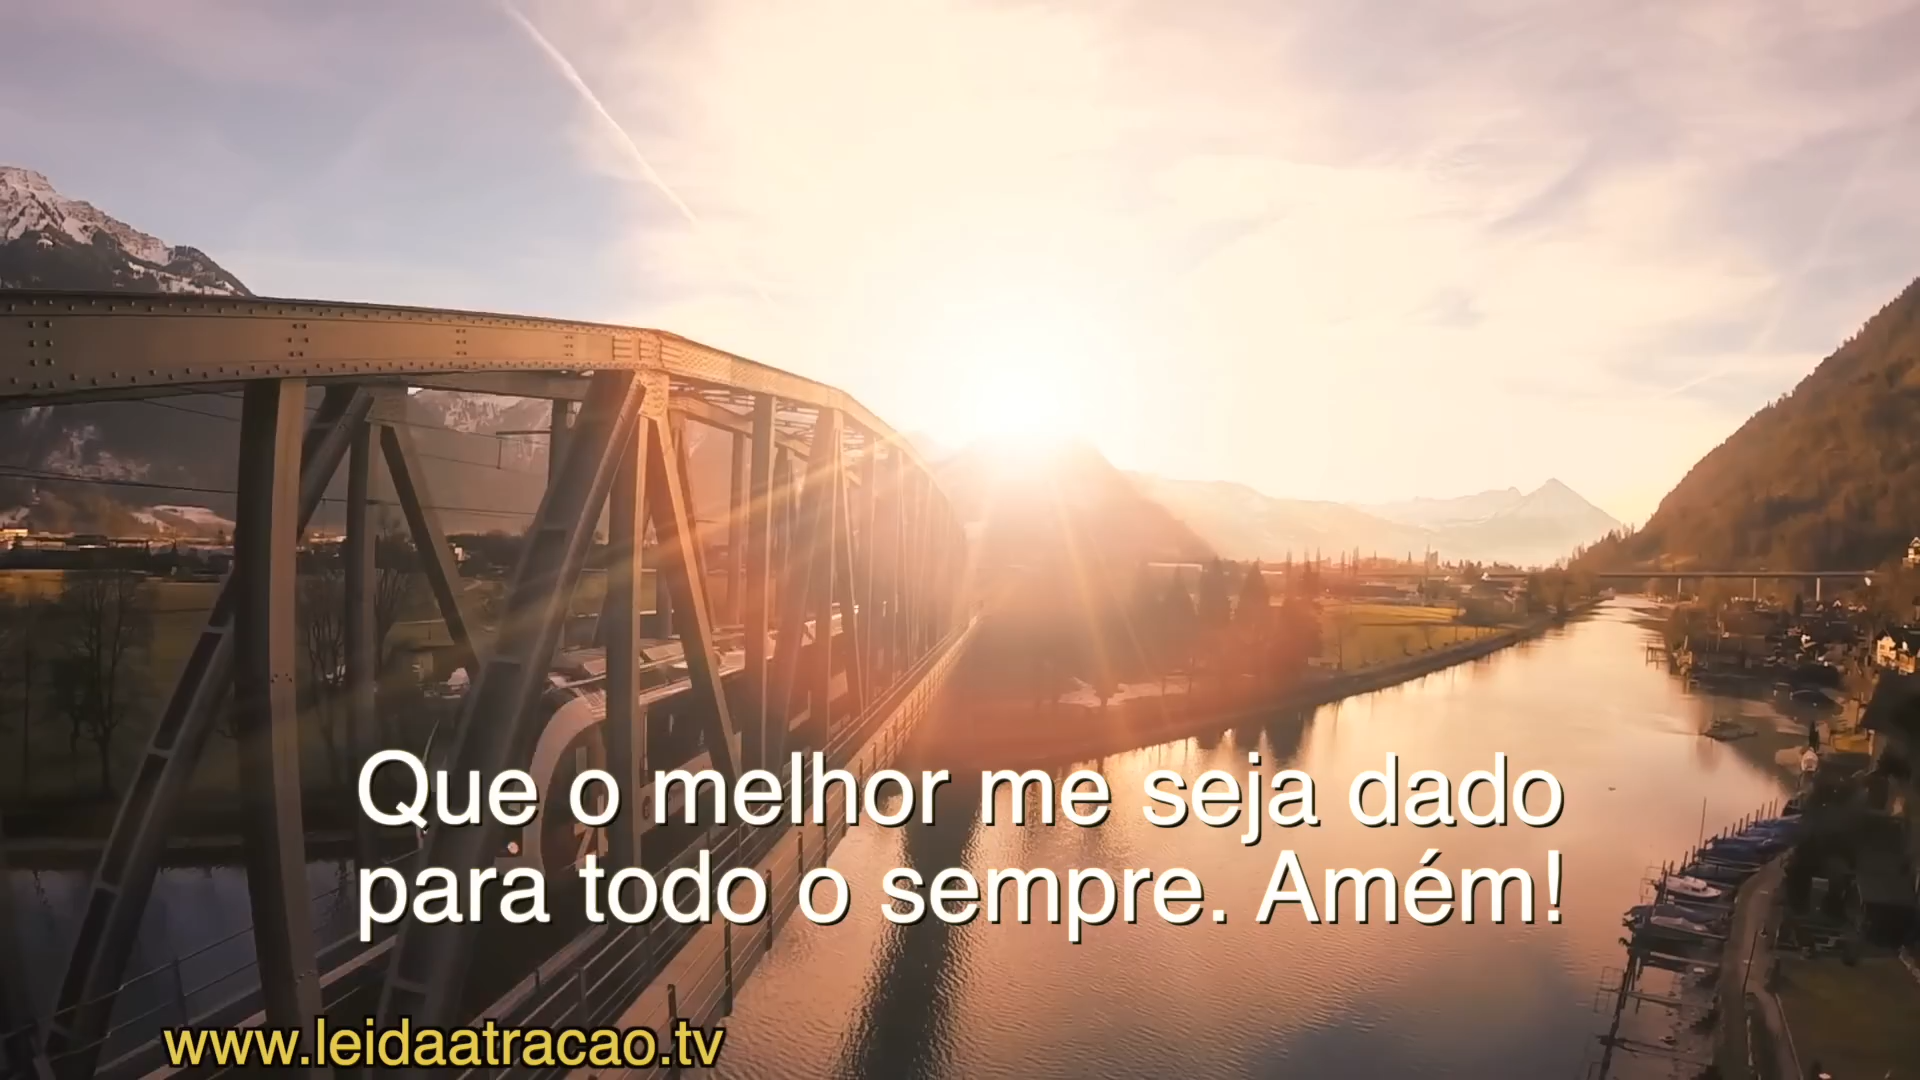 Que o melhor me seja dado
para todo o sempre. Amém!
www.leidaatracao.tv